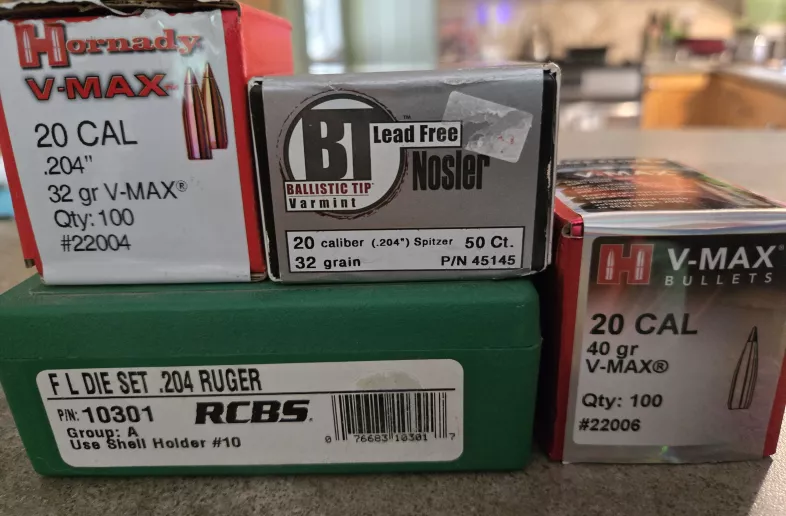 Hornady
V-MAX
20 CAL
.204"
32 gr V-MAX®
Qty: 100
#22004
BT
™
Lead Free
Nosler
BALLISTIC TIP
Varmint
20 caliber (.204") Spitzer 50 Ct.
32 grain P/N 45145
V-MAX
H V-MAX®
BULLETS
20 CAL
40 gr
V-MAX®
Qty: 100
#22006
F L DIE SET .204 RUGER
P/N: 10301 RCBS.
Group: A
Use Shell Holder #10
0 76683 10301 7